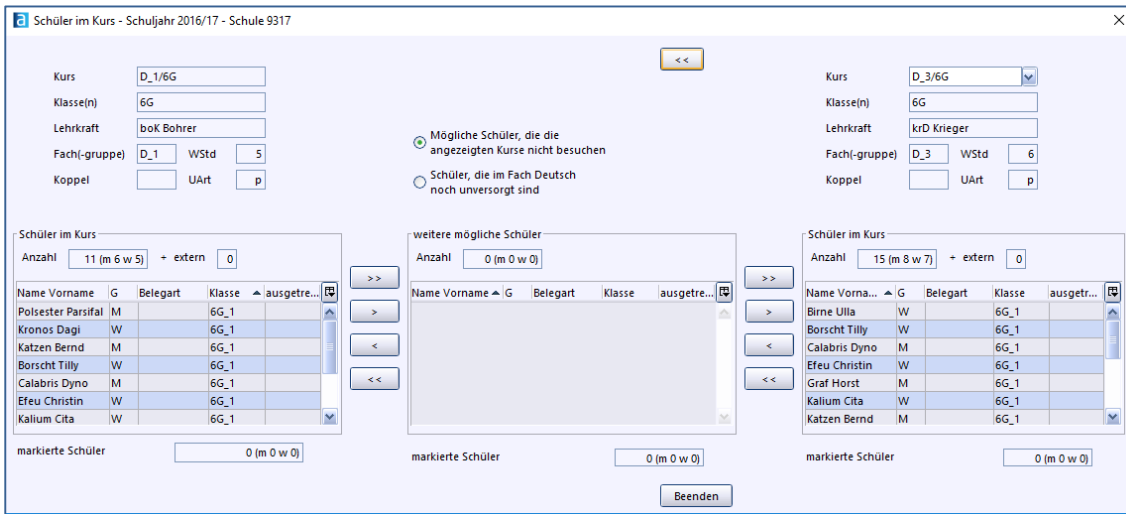 a Schüler im Kurs - Schuljahr 2016/17 - Schule 9317
<<
Kurs D_1/6G
Klasse(n) 6G
Lehrkraft boK Bohrer
Fach(-gruppe) D_1 WStd 5
Koppel UArt p
Mögliche Schüler, die die
angezeigten Kurse nicht besuchen
Schüler, die im Fach Deutsch
noch unversorgt sind
Kurs D_3/6G
Klasse(n) 6G
Lehrkraft krD Krieger
Fach(-gruppe) D_3 WStd 6
Koppel UArt p
Schüler im Kurs
Anzahl 11 (m 6 w 5) + extern 0
Name Vorname G Belegart Klasse ausgetre...
Polsester Parsifal M 6G_1
Kronos Dagi W 6G_1
Katzen Bernd M 6G_1
Borscht Tilly W 6G_1
Calabris Dyno M 6G_1
Efeu Christin W 6G_1
Kalium Cita W 6G_1
markierte Schüler 0 (m 0 w 0)
>>
>
<
<<
weitere mögliche Schüler
Anzahl 0 (m 0 w 0)
Name Vorname G Belegart Klasse ausgetre...
markierte Schüler 0 (m 0 w 0)
>>
>
<
<<
Schüler im Kurs
Anzahl 15 (m 8 w 7) + extern 0
Name Vorna... G Belegart Klasse ausgetr...
Birne Ulla W 6G_1
Borscht Tilly W 6G_1
Calabris Dyno M 6G_1
Efeu Christin W 6G_1
Graf Horst M 6G_1
Kalium Cita W 6G_1
Katzen Bernd M 6G_1
markierte Schüler 0 (m 0 w 0)
Beenden